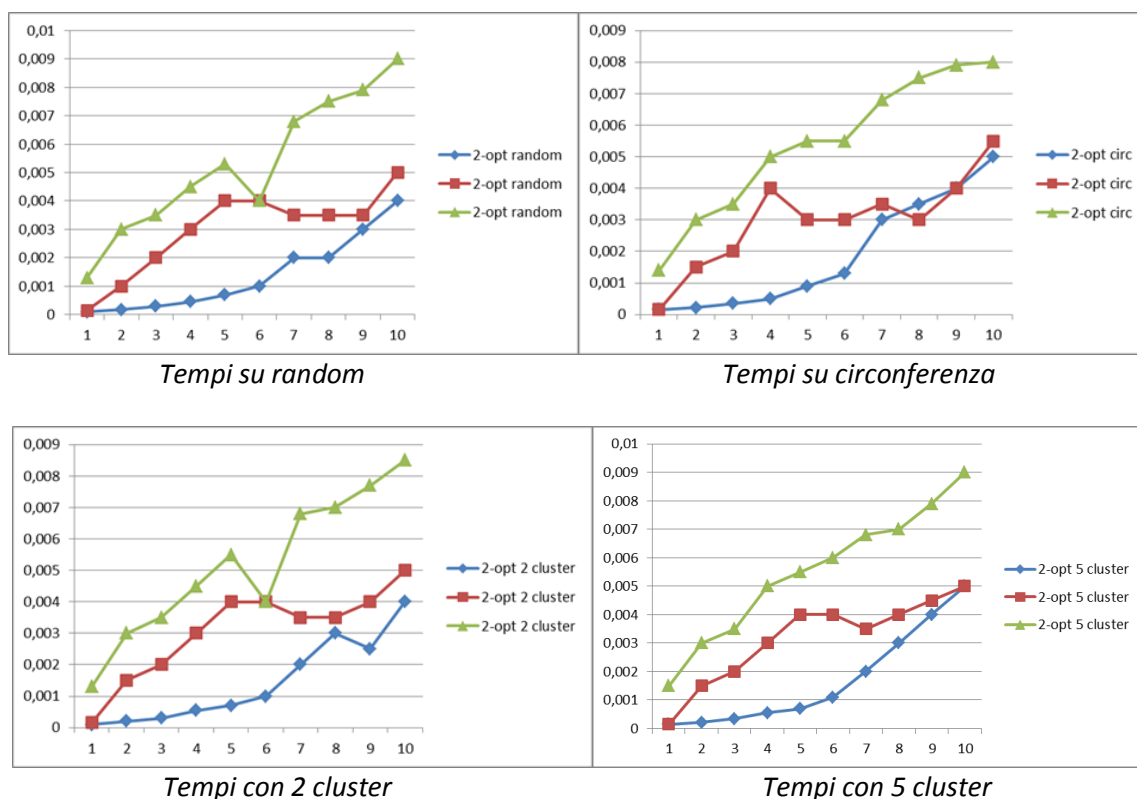 0,01
0,009
0,008
0,007
0,006
0,005
0,004
0,003
0,002
0,001
0
1 2 3 4 5 6 7 8 9 10
2-opt random
2-opt random
2-opt random
Tempi su random
0,009
0,008
0,007
0,006
0,005
0,004
0,003
0,002
0,001
0
1 2 3 4 5 6 7 8 9 10
2-opt circ
2-opt circ
2-opt circ
Tempi su circonferenza
0,009
0,008
0,007
0,006
0,005
0,004
0,003
0,002
0,001
0
1 2 3 4 5 6 7 8 9 10
2-opt 2 cluster
2-opt 2 cluster
2-opt 2 cluster
Tempi con 2 cluster
0,01
0,009
0,008
0,007
0,006
0,005
0,004
0,003
0,002
0,001
0
1 2 3 4 5 6 7 8 9 10
2-opt 5 cluster
2-opt 5 cluster
2-opt 5 cluster
Tempi con 5 cluster